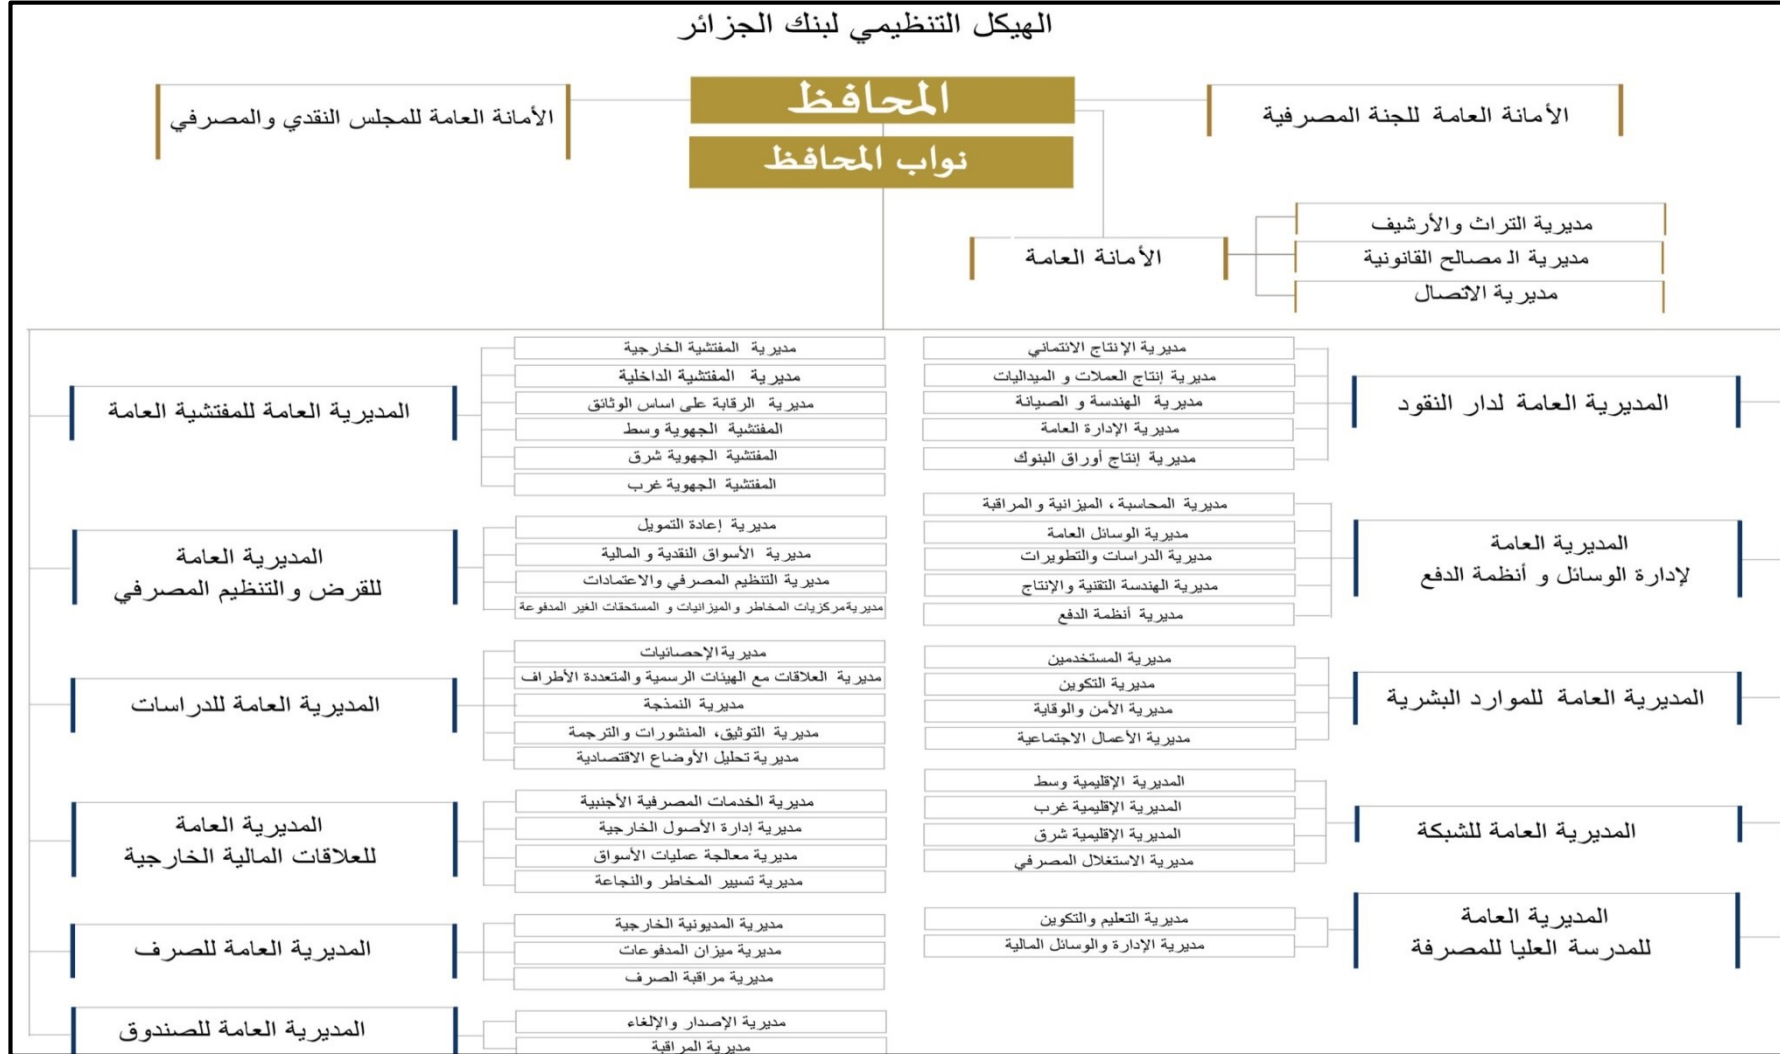 الهيكل التنظيمي لبنك الجزائر
المحافظ
نواب المحافظ
الأمانة العامة للجنة المصرفية
الأمانة العامة للمجلس النقدي والمصرفي
الأمانة العامة
مديرية التراث والأرشيف
مديرية الـ مصالح القانونية
مديرية الاتصال
المديرية العامة لدار النقود
مديرية الإنتاج الائتماني
مديرية إنتاج العملات و الميداليات
مديرية الهندسة و الصيانة
مديرية الإدارة العامة
مديرية إنتاج أوراق البنوك
المديرية العامة
لإدارة الوسائل و أنظمة الدفع
مديرية المحاسبة ، الميزانية و المراقبة
مديرية الوسائل العامة
مديرية الدراسات والتطويرات
مديرية الهندسة التقنية والإنتاج
مديرية أنظمة الدفع
المديرية العامة للموارد البشرية
مديرية المستخدمين
مديرية التكوين
مديرية الأمن والوقاية
مديرية الأعمال الاجتماعية
المديرية العامة للشبكة
المديرية الإقليمية وسط
المديرية الإقليمية غرب
المديرية الإقليمية شرق
مديرية الاستغلال المصرفي
المديرية العامة
للمدرسة العليا للمصرفة
مديرية التعليم والتكوين
مديرية الإدارة والوسائل المالية
المديرية العامة للمفتشية العامة
مديرية المفتشية الخارجية
مديرية المفتشية الداخلية
مديرية الرقابة على اساس الوثائق
المفتشية الجهوية وسط
المفتشية الجهوية شرق
المفتشية الجهوية غرب
المديرية العامة
للقرض والتنظيم المصرفي
مديرية إعادة التمويل
مديرية الأسواق النقدية و المالية
مديرية التنظيم المصرفي والاعتمادات
مديرية مركزيات المخاطر والميزانيات و المستحقات الغير المدفوعة
المديرية العامة للدراسات
مديرية الإحصائيات
مديرية العلاقات مع الهيئات الرسمية والمتعددة الأطراف
مديرية النمذجة
مديرية التوثيق، المنشورات والترجمة
مديرية تحليل الأوضاع الاقتصادية
المديرية العامة
للعلاقات المالية الخارجية
مديرية الخدمات المصرفية الأجنبية
مديرية إدارة الأصول الخارجية
مديرية معالجة عمليات الأسواق
مديرية تسيير المخاطر والنجاعة
المديرية العامة للصرف
مديرية المديونية الخارجية
مديرية ميزان المدفوعات
مديرية مراقبة الصرف
المديرية العامة للصندوق
مديرية الإصدار والإلغاء
مديرية المراقبة